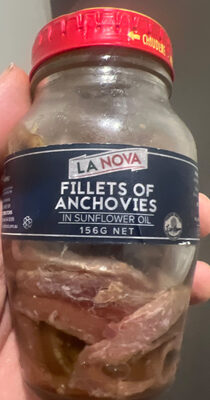 LA NOVA
FILLETS OF
ANCHOVIES
IN SUNFLOWER OIL
156G NET